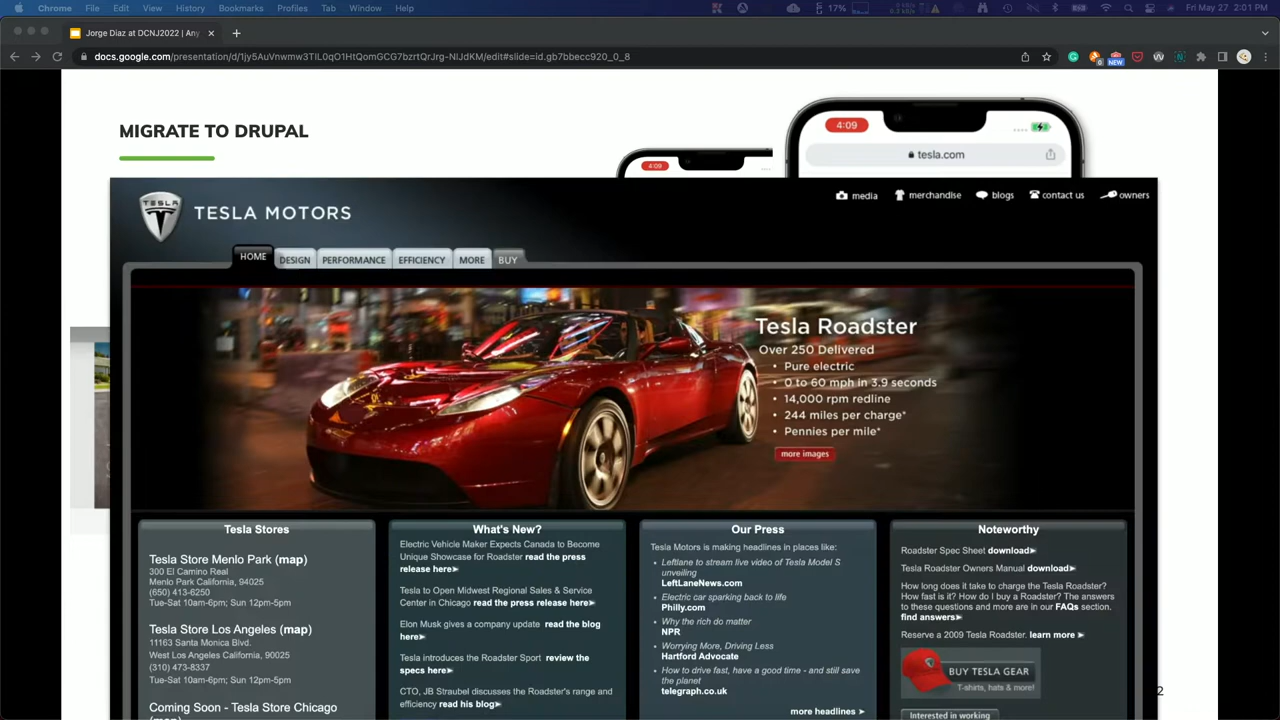 Chrome File Edit View History Bookmarks Profiles Tab Window Help
17%
Fri May 27 2:01 PM
Jorge Diaz at DCNJ2022 | Any
docs.google.com/presentation/d/1jy5AuVnwmw3TIL0qO1HtQomGCG7bzrtQrJrg-NIJdKM/edit#slide=id.gb7bbecc920_0_8
NEW
MIGRATE TO DRUPAL
4:09
4:09
tesla.com
TESLA
TESLA MOTORS
media merchandise blogs contact us owners
HOME DESIGN PERFORMANCE EFFICIENCY MORE BUY
Tesla Roadster
Over 250 Delivered
• Pure electric
• 0 to 60 mph in 3.9 seconds
• 14,000 rpm redline
• 244 miles per charge*
• Pennies per mile*
more images
Tesla Stores
Tesla Store Menlo Park (map)
300 El Camino Real
Menlo Park California, 94025
(650) 413-6250
Tue-Sat 10am-6pm; Sun 12pm-5pm
Tesla Store Los Angeles (map)
11163 Santa Monica Blvd.
West Los Angeles California, 90025
(310) 473-8337
Tue-Sat 10am-6pm; Sun 12pm-5pm
Coming Soon - Tesla Store Chicago
(map)
What's New?
Electric Vehicle Maker Expects Canada to Become
Unique Showcase for Roadster read the press
release here
Tesla to Open Midwest Regional Sales & Service
Center in Chicago read the press release here
Elon Musk gives a company update read the blog
here
Tesla introduces the Roadster Sport review the
specs here
CTO, JB Straubel discusses the Roadster's range and
efficiency read his blog
Our Press
Tesla Motors is making headlines in places like:
• Leftlane to stream live video of Tesla Model S
unveiling
LeftLaneNews.com
• Electric car sparking back to life
Philly.com
• Why the rich do matter
NPR
• Worrying More, Driving Less
Hartford Advocate
• How to drive fast, have a good time - and still save
the planet
telegraph.co.uk
more headlines
Noteworthy
Roadster Spec Sheet download
Tesla Roadster Owners Manual download
How long does it take to charge the Tesla Roadster?
How fast is it? How do I buy a Roadster? The answers
to these questions and more are in our FAQs section.
find answers
Reserve a 2009 Tesla Roadster. learn more
BUY TESLA GEAR
T-shirts, hats & more!
Interested in working
2